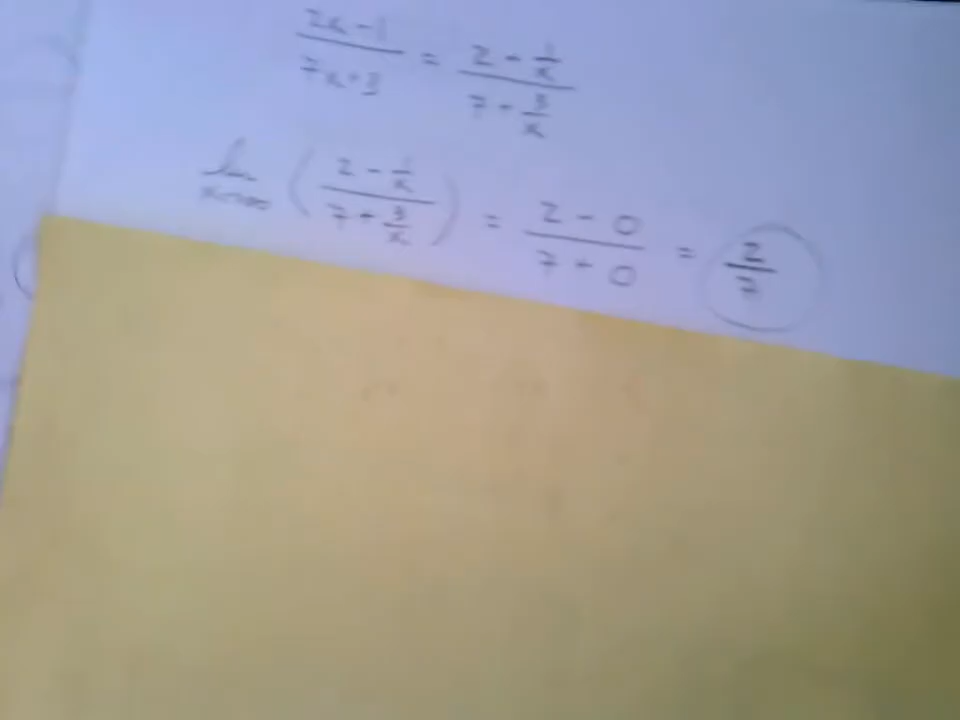 2x - 1 / 7x + 3 = 2 - 1/x / 7 + 3/x
lim x→∞ ( 2 - 1/x / 7 + 3/x ) = 2 - 0 / 7 + 0 = 2/7